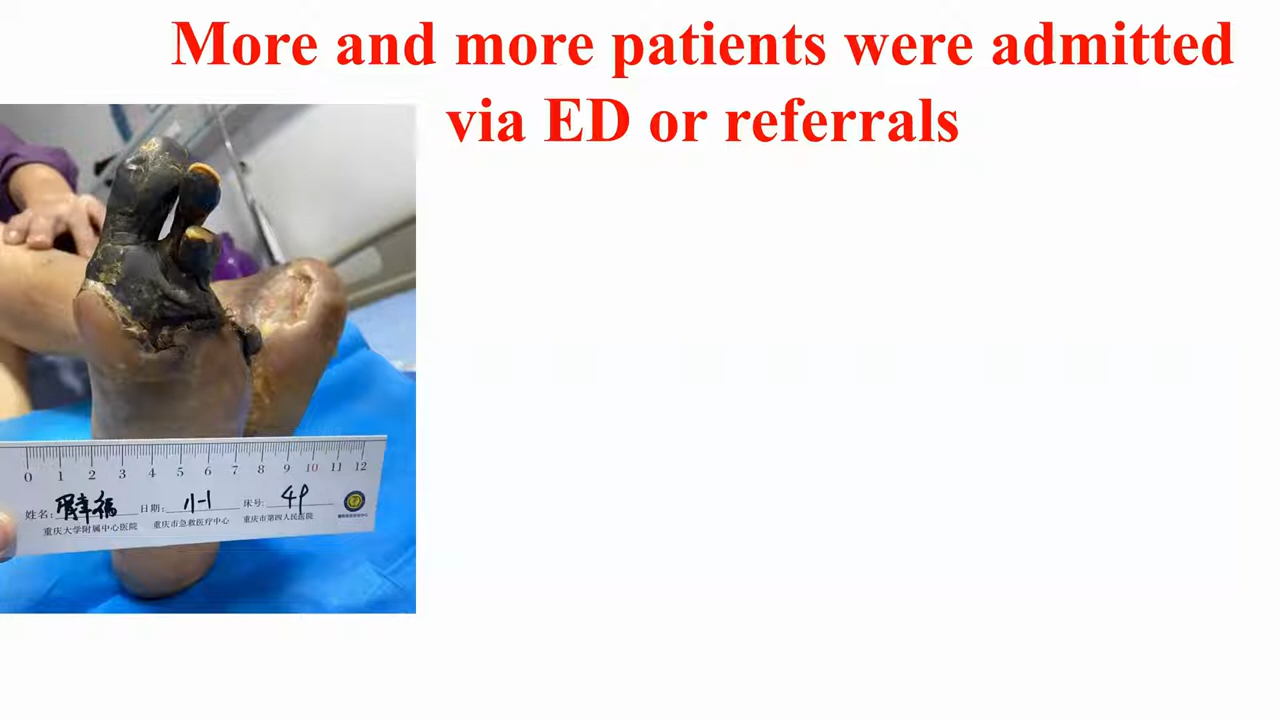 More and more patients were admitted
via ED or referrals
0 1 2 3 4 5 6 7 8 9 10 11 12
姓名: 日期: 11-1 床号: 49
重庆大学附属中心医院 重庆市急救医疗中心 重庆市第四人民医院